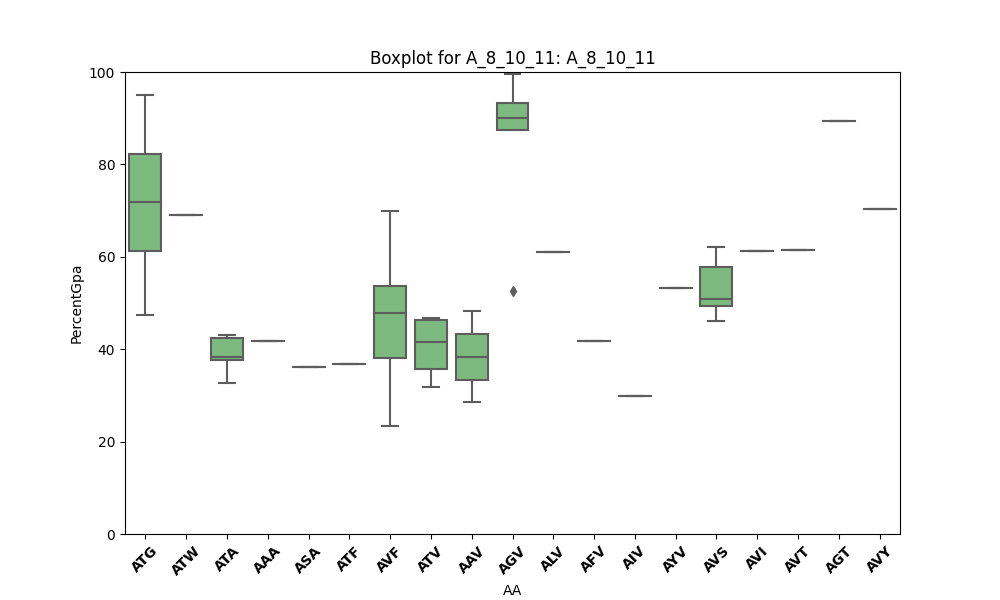 Boxplot for A_8_10_11: A_8_10_11
100
80
60
40
20
0
PercentGpa
ATG ATW ATA AAA ASA ATF AVF ATV AAV AGV ALV AFV AIV AYV AVS AVI AVT AGT AVY
AA